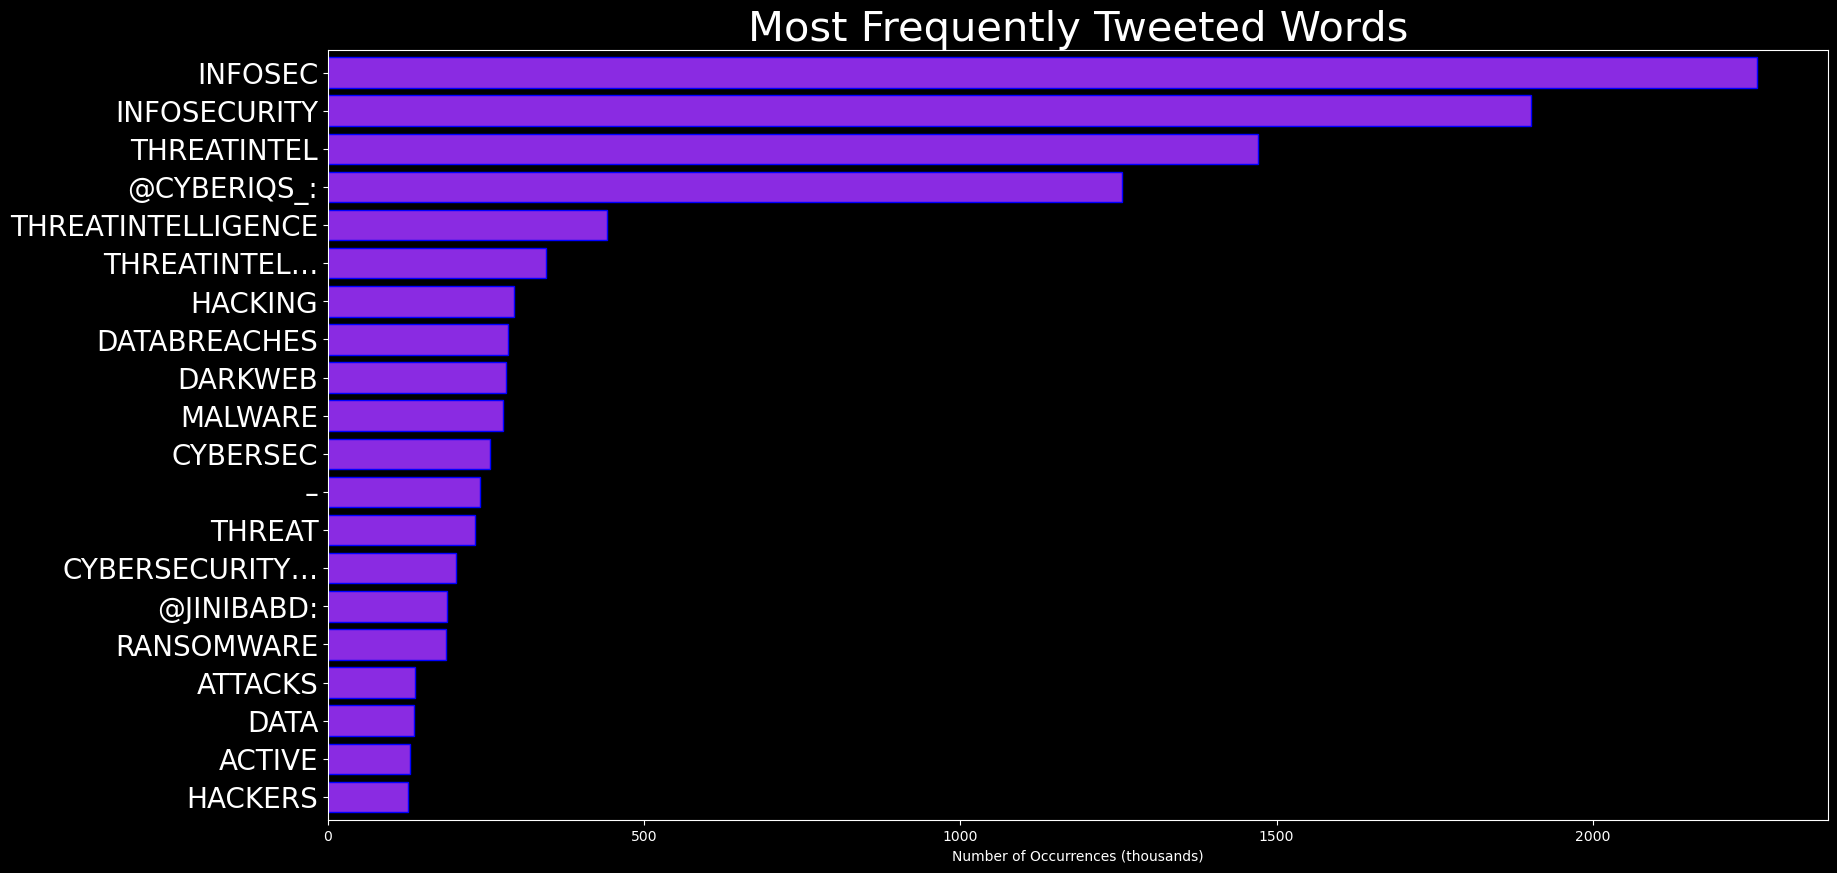 Most Frequently Tweeted Words
INFOSEC
INFOSECURITY
THREATINTEL
@CYBERIQS_:
THREATINTELLIGENCE
THREATINTEL…
HACKING
DATABREACHES
DARKWEB
MALWARE
CYBERSEC
–
THREAT
CYBERSECURITY…
@JINIBABD:
RANSOMWARE
ATTACKS
DATA
ACTIVE
HACKERS
0 500 1000 1500 2000
Number of Occurrences (thousands)